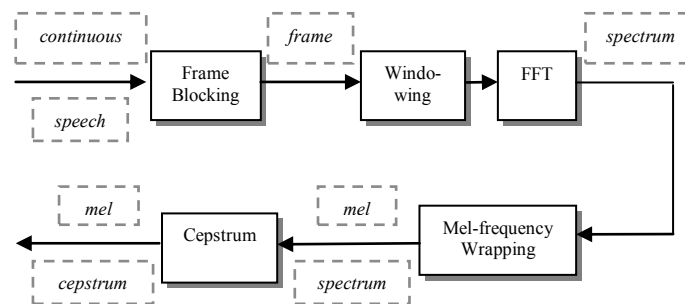 continuous
speech
Frame
Blocking
frame
Windo-
wing
FFT
spectrum
Mel-frequency
Wrapping
mel
spectrum
Cepstrum
mel
cepstrum